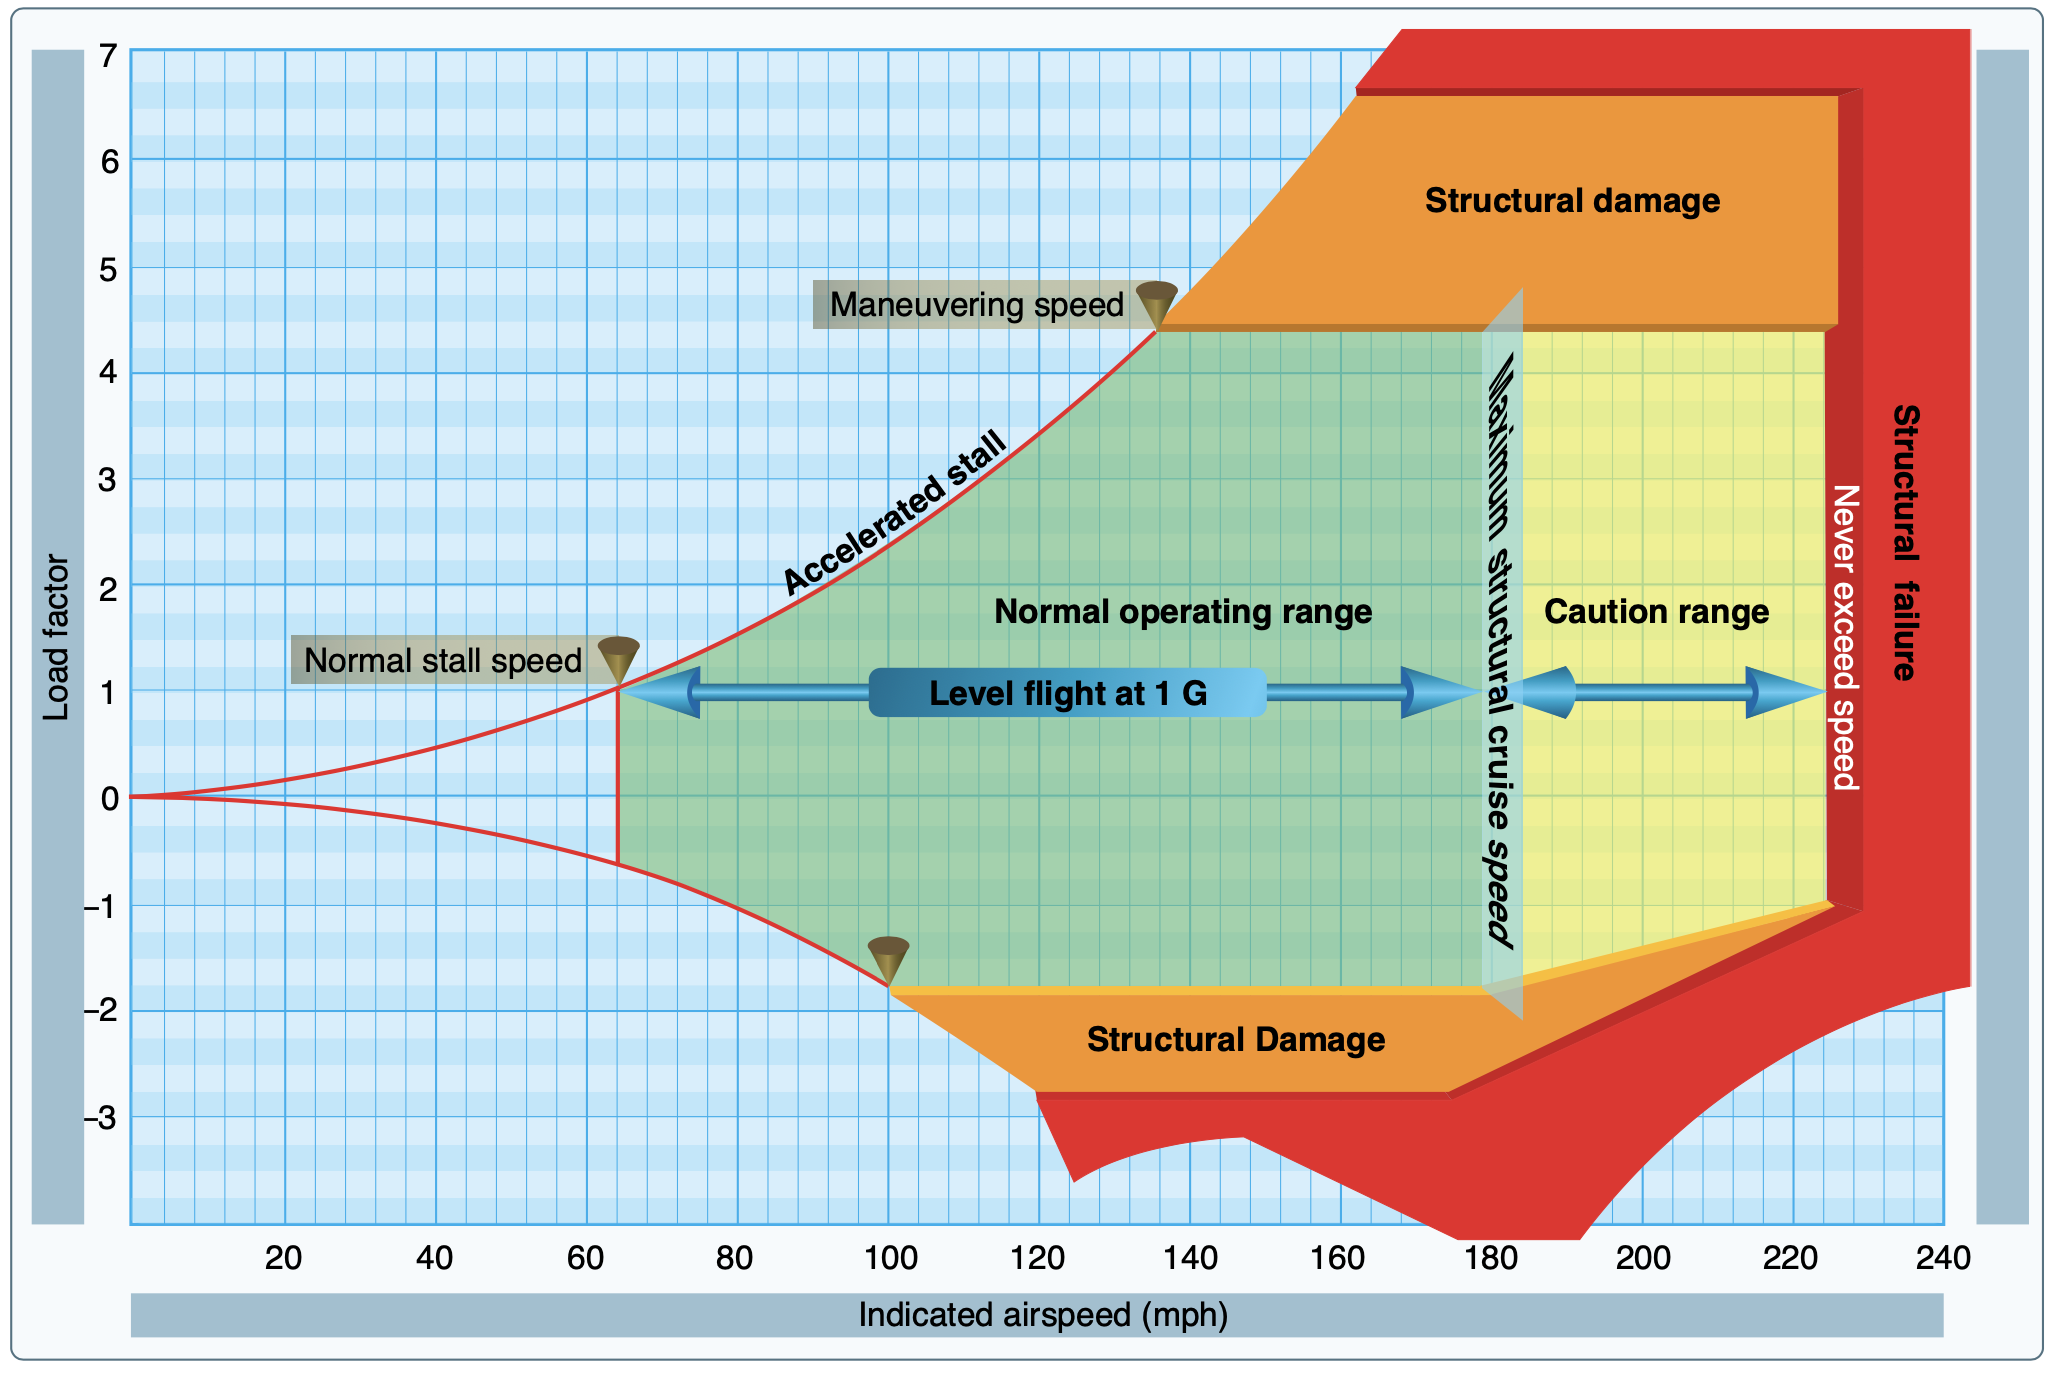 7
6
5
4
3
2
1
0
–1
–2
–3
Load factor
Structural damage
Maneuvering speed
Accelerated stall
Normal stall speed
Normal operating range
Caution range
Level flight at 1 G
Maximum structural cruise speed
Never exceed speed
Structural failure
Structural Damage
20 40 60 80 100 120 140 160 180 200 220 240
Indicated airspeed (mph)